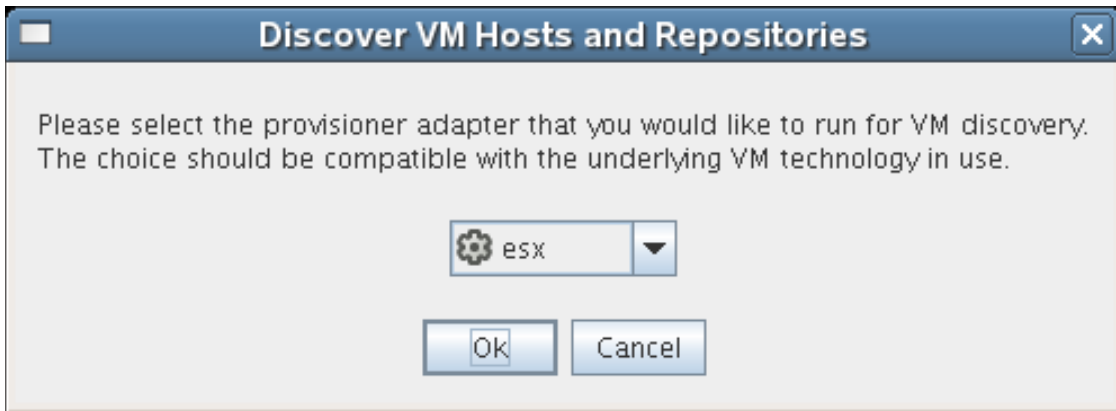 Discover VM Hosts and Repositories
Please select the provisioner adapter that you would like to run for VM discovery.
The choice should be compatible with the underlying VM technology in use.
esx
Ok Cancel